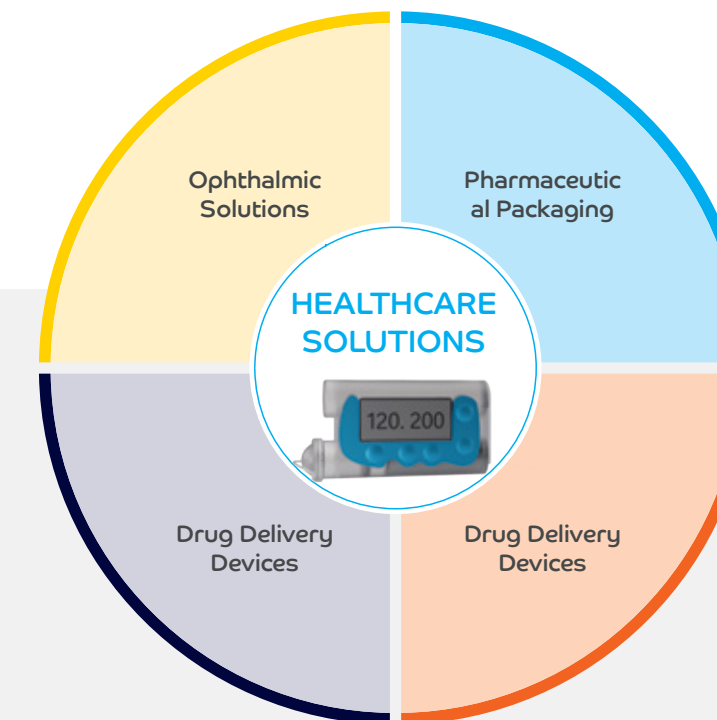 Ophthalmic
Solutions
Pharmaceutic
al Packaging
HEALTHCARE
SOLUTIONS
120. 200
Drug Delivery
Devices
Drug Delivery
Devices